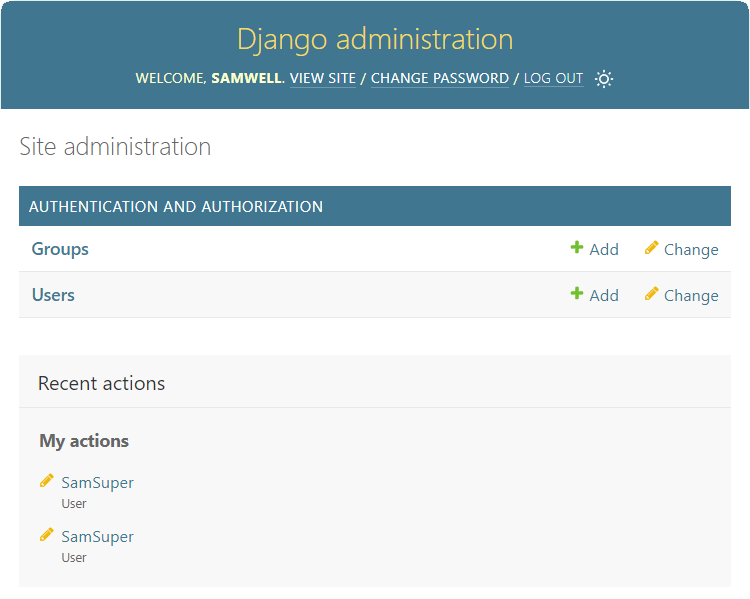 Django administration
WELCOME, SAMWELL. VIEW SITE / CHANGE PASSWORD / LOG OUT
Site administration
AUTHENTICATION AND AUTHORIZATION
Groups Add Change
Users Add Change
Recent actions
My actions
SamSuper
User
SamSuper
User